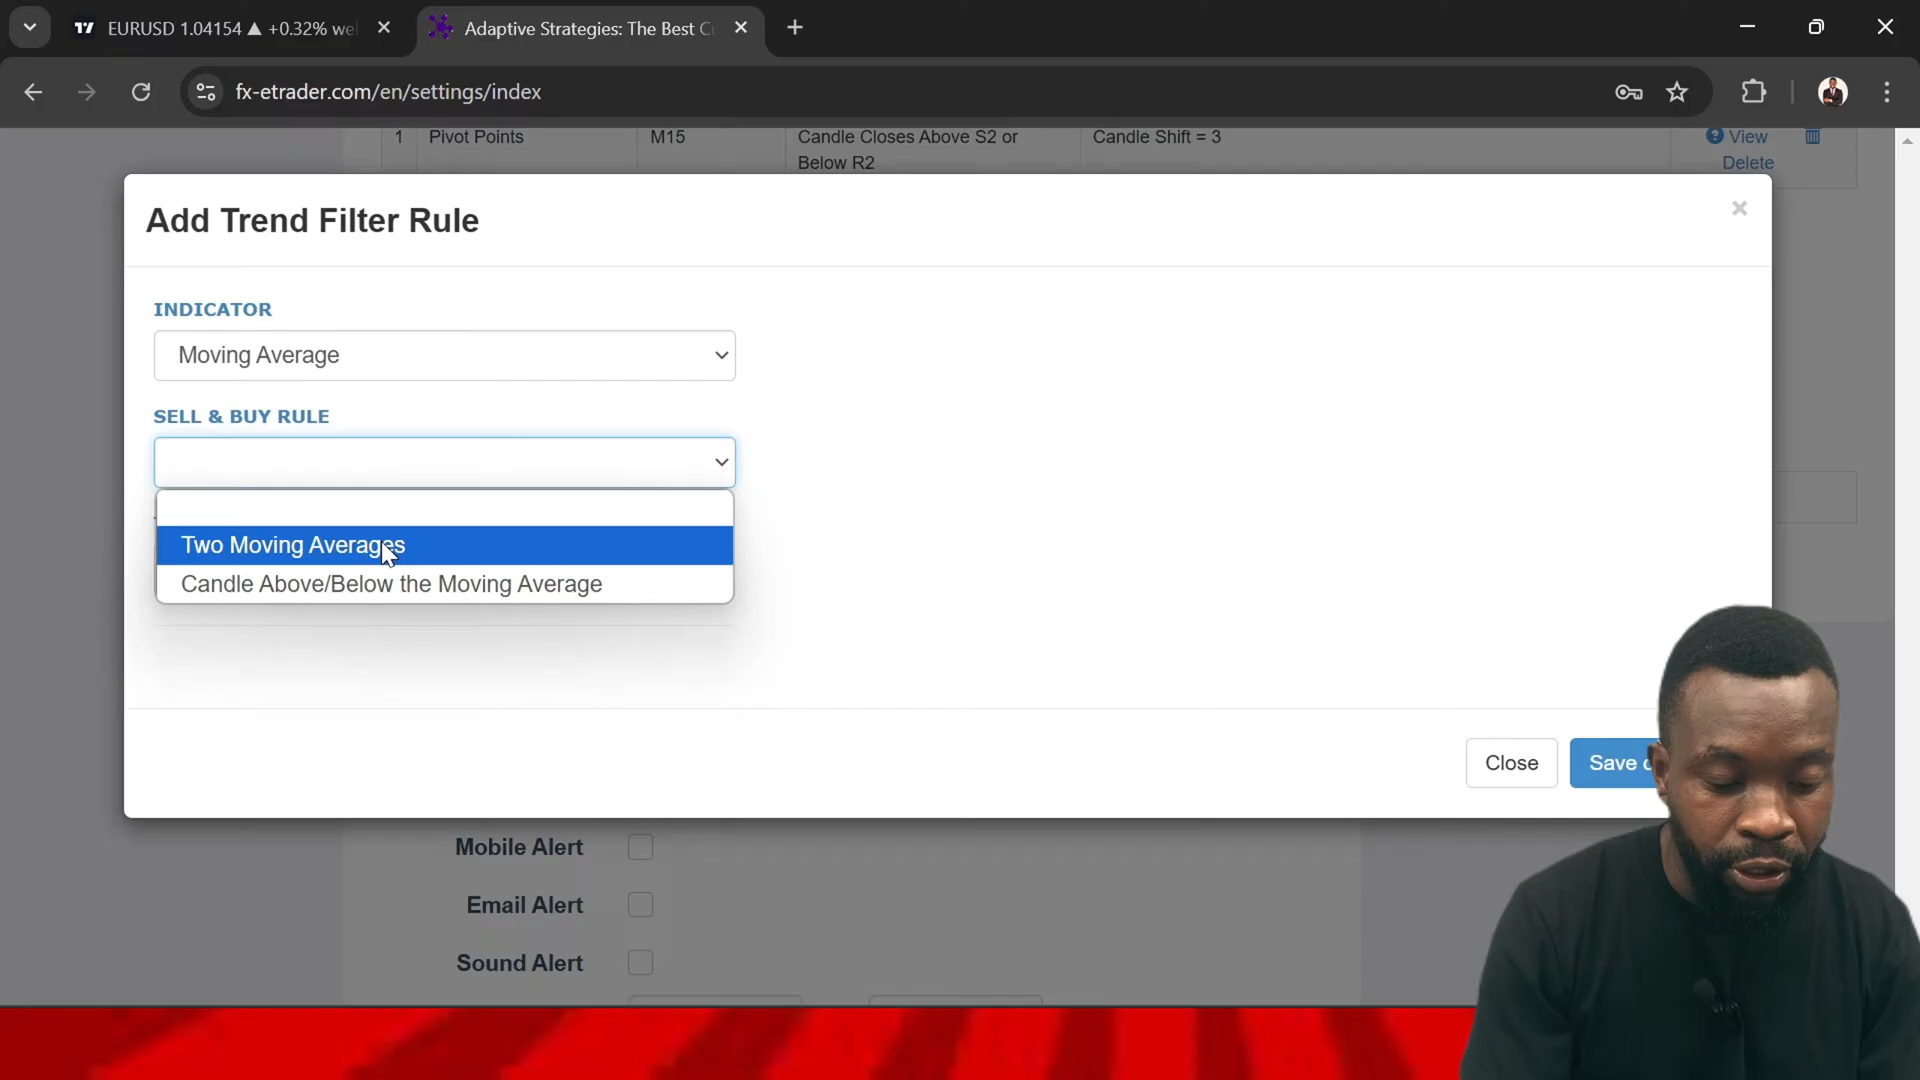 EURUSD 1.04154 ▲ +0.32% we
Adaptive Strategies: The Best C
fx-etrader.com/en/settings/index
1 Pivot Points M15 Candle Closes Above S2 or Candle Shift = 3 View
Below R2 Delete
Add Trend Filter Rule
INDICATOR
Moving Average
SELL & BUY RULE
Two Moving Averages
Candle Above/Below the Moving Average
Close Save
Mobile Alert
Email Alert
Sound Alert